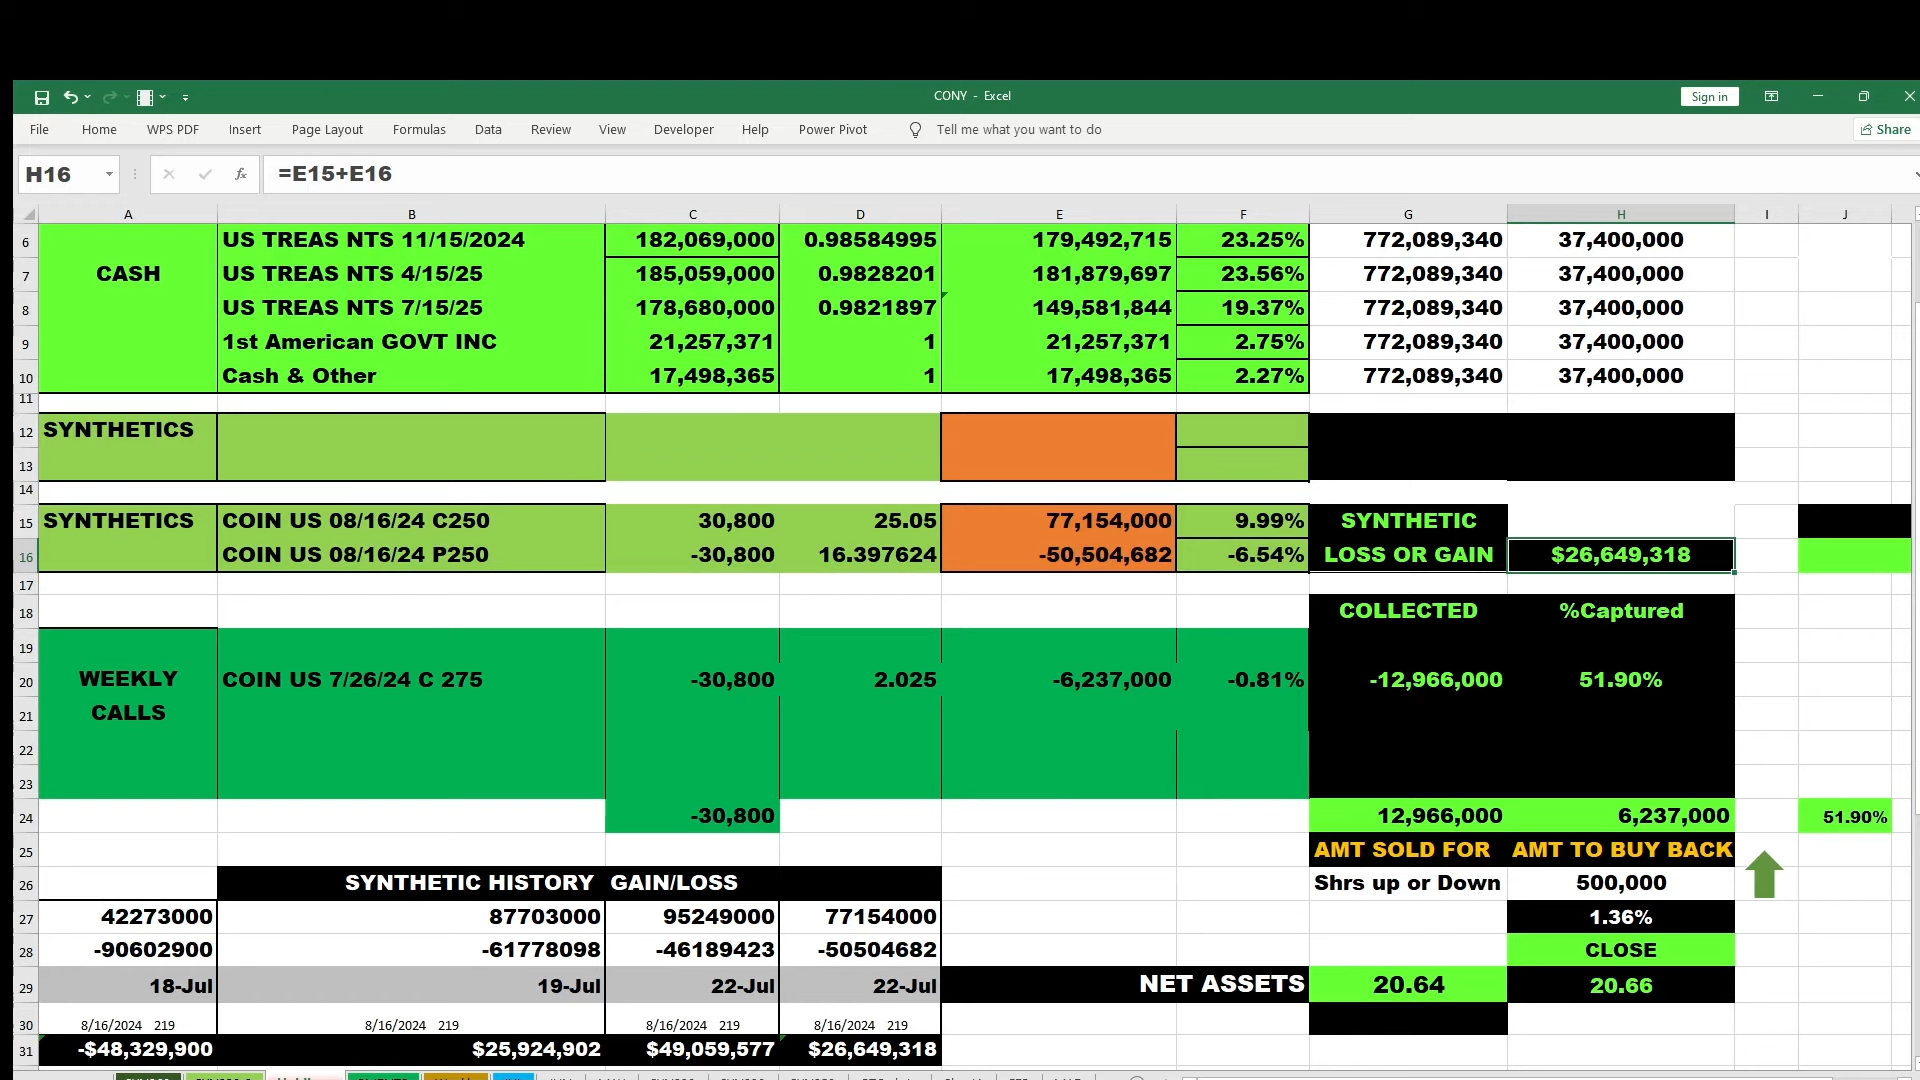 CONY - Excel
Sign in
File Home WPS PDF Insert Page Layout Formulas Data Review View Developer Help Power Pivot Tell me what you want to do Share
H16 fx =E15+E16
A B C D E F G H I J
6 US TREAS NTS 11/15/2024 182,069,000 0.98584995 179,492,715 23.25% 772,089,340 37,400,000
7 CASH US TREAS NTS 4/15/25 185,059,000 0.9828201 181,879,697 23.56% 772,089,340 37,400,000
8 US TREAS NTS 7/15/25 178,680,000 0.9821897 149,581,844 19.37% 772,089,340 37,400,000
9 1st American GOVT INC 21,257,371 1 21,257,371 2.75% 772,089,340 37,400,000
10 Cash & Other 17,498,365 1 17,498,365 2.27% 772,089,340 37,400,000
11
12 SYNTHETICS
13
14
15 SYNTHETICS COIN US 08/16/24 C250 30,800 25.05 77,154,000 9.99% SYNTHETIC
16 COIN US 08/16/24 P250 -30,800 16.397624 -50,504,682 -6.54% LOSS OR GAIN $26,649,318
17
18 COLLECTED %Captured
19
20 WEEKLY COIN US 7/26/24 C 275 -30,800 2.025 -6,237,000 -0.81% -12,966,000 51.90%
21 CALLS
22
23
24 -30,800 12,966,000 6,237,000 51.90%
25 AMT SOLD FOR AMT TO BUY BACK
26 SYNTHETIC HISTORY GAIN/LOSS Shrs up or Down 500,000
27 42273000 87703000 95249000 77154000 1.36%
28 -90602900 -61778098 -46189423 -50504682 CLOSE
29 18-Jul 19-Jul 22-Jul 22-Jul NET ASSETS 20.64 20.66
30 8/16/2024 219 8/16/2024 219 8/16/2024 219 8/16/2024 219
31 -$48,329,900 $25,924,902 $49,059,577 $26,649,318